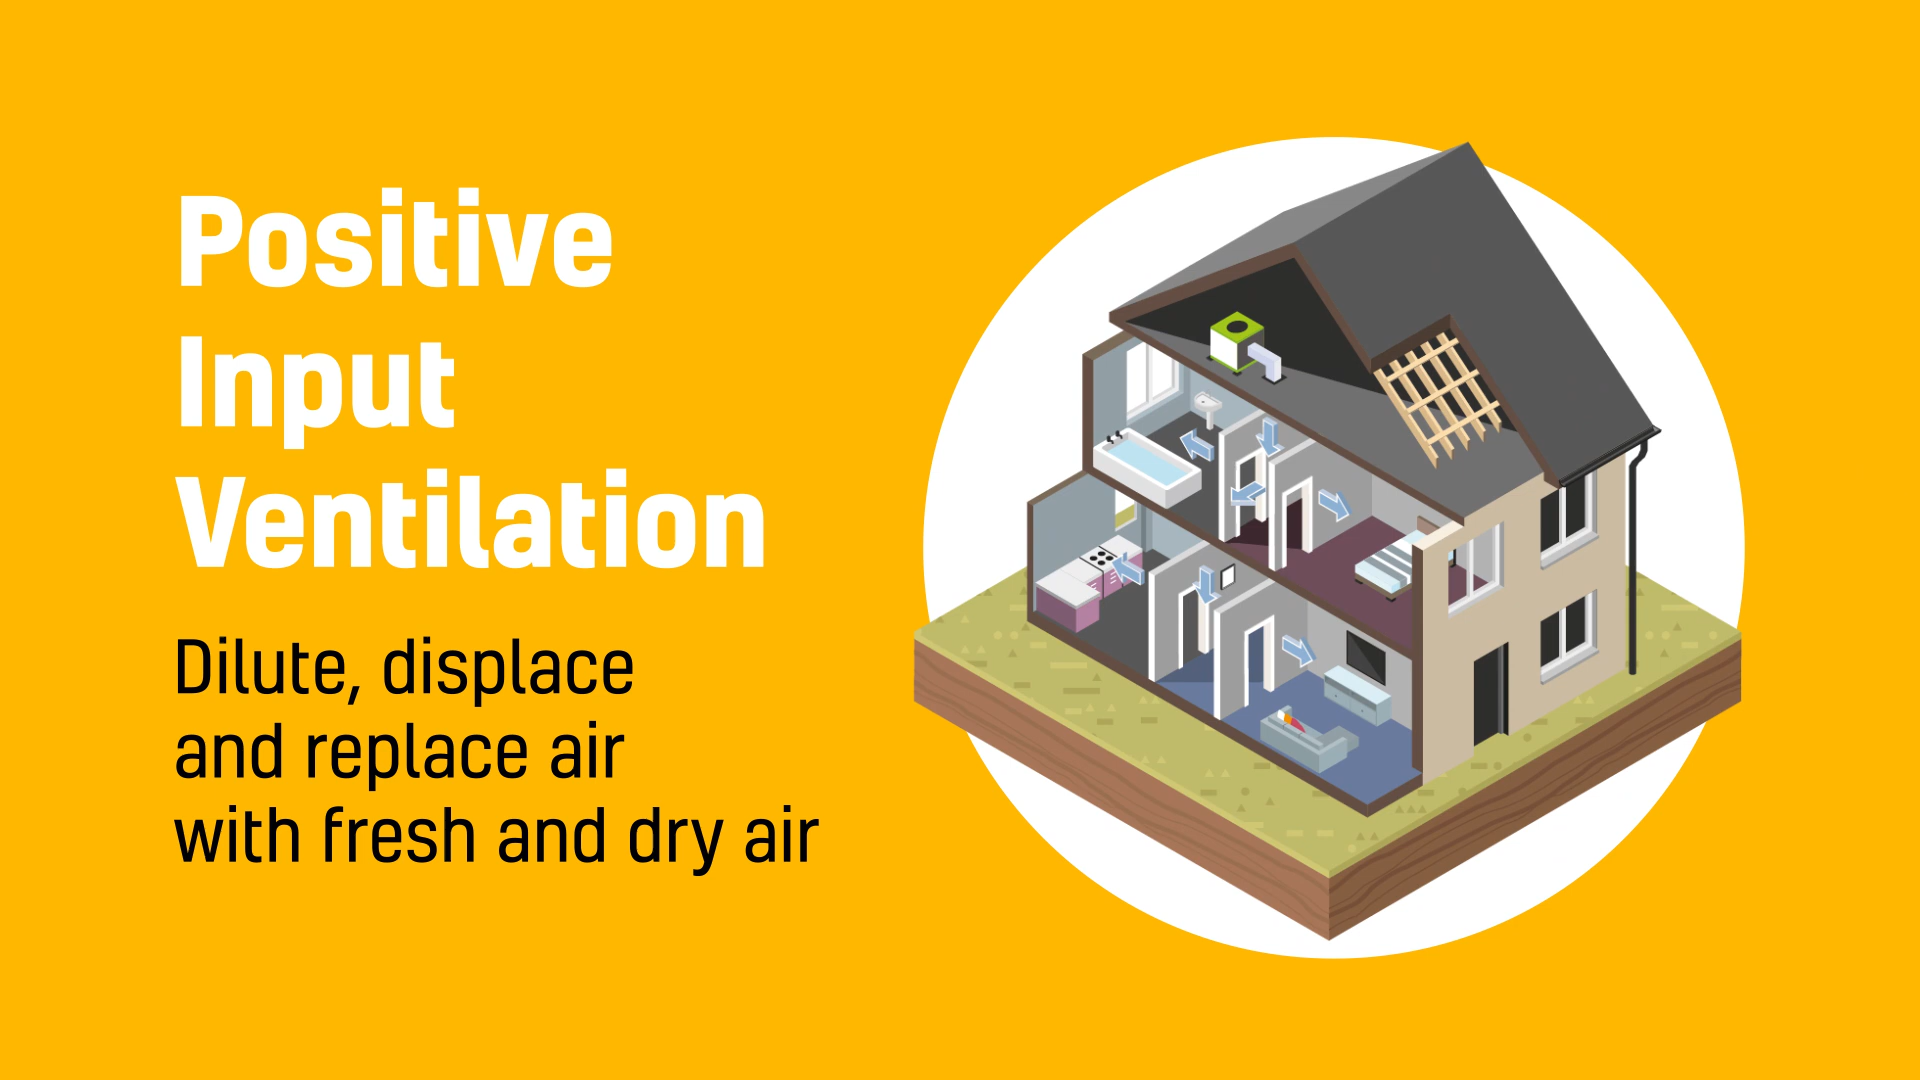 Positive
Input
Ventilation
Dilute, displace
and replace air
with fresh and dry air